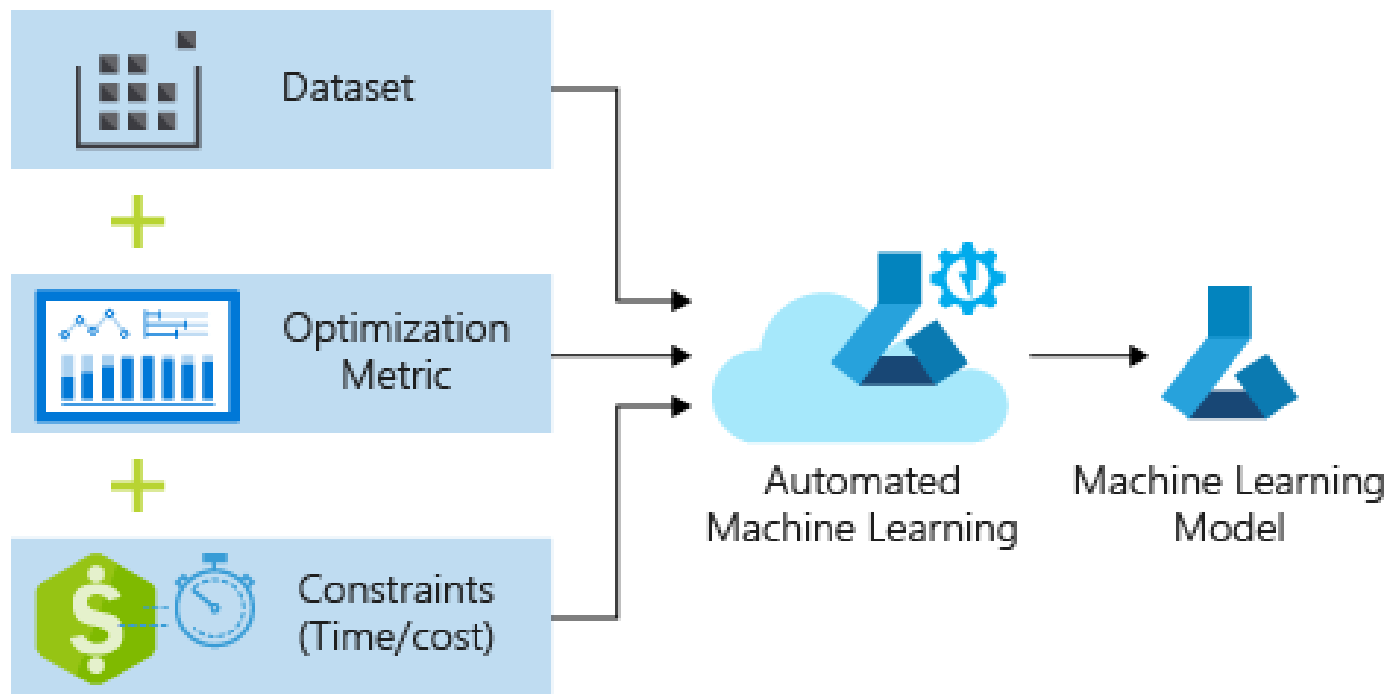 Dataset
Optimization
Metric
Constraints
(Time/cost)
Automated
Machine Learning
Machine Learning
Model